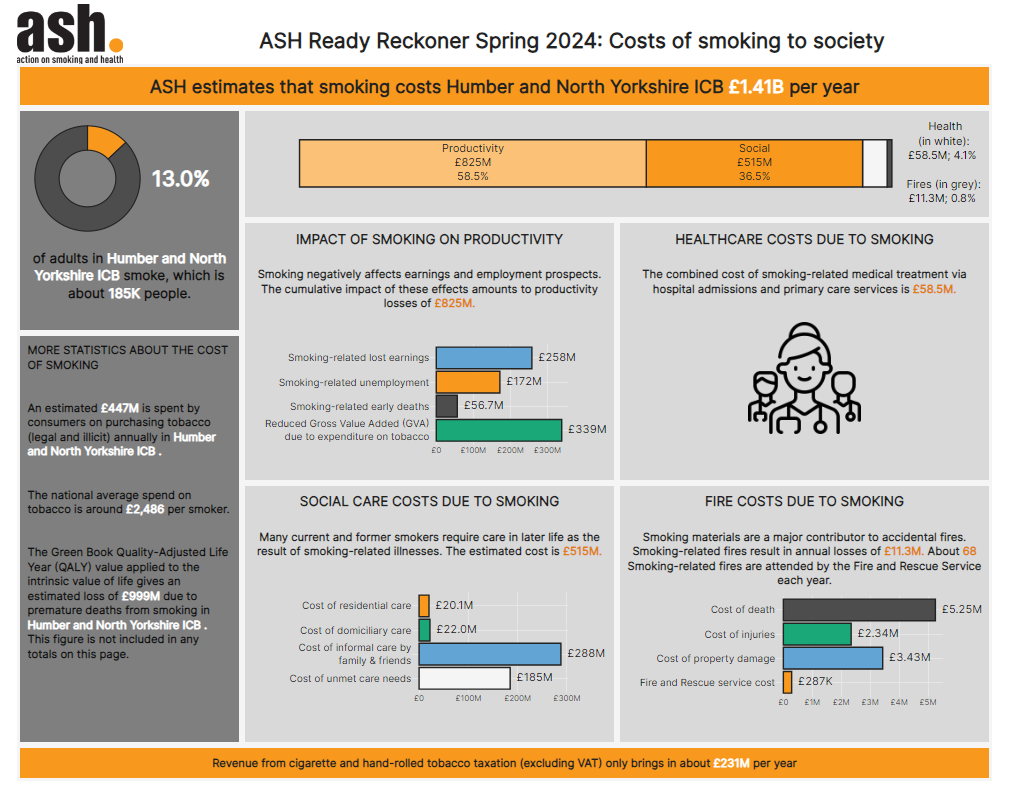 ash.
action on smoking and health
ASH Ready Reckoner Spring 2024: Costs of smoking to society
ASH estimates that smoking costs Humber and North Yorkshire ICB £1.41B per year
13.0%
of adults in Humber and North
Yorkshire ICB smoke, which is
about 185K people.
Productivity
£825M
58.5%
Social
£515M
36.5%
Health
(in white):
£58.5M; 4.1%
Fires (in grey):
£11.3M; 0.8%
IMPACT OF SMOKING ON PRODUCTIVITY
Smoking negatively affects earnings and employment prospects.
The cumulative impact of these effects amounts to productivity
losses of £825M.
Smoking-related lost earnings
£258M
Smoking-related unemployment
£172M
Smoking-related early deaths
£56.7M
Reduced Gross Value Added (GVA)
due to expenditure on tobacco
£339M
£0 £100M £200M £300M
HEALTHCARE COSTS DUE TO SMOKING
The combined cost of smoking-related medical treatment via
hospital admissions and primary care services is £58.5M.
MORE STATISTICS ABOUT THE COST
OF SMOKING
An estimated £447M is spent by
consumers on purchasing tobacco
(legal and illicit) annually in Humber
and North Yorkshire ICB .
The national average spend on
tobacco is around £2,486 per smoker.
The Green Book Quality-Adjusted Life
Year (QALY) value applied to the
intrinsic value of life gives an
estimated loss of £999M due to
premature deaths from smoking in
Humber and North Yorkshire ICB .
This figure is not included in any
totals on this page.
SOCIAL CARE COSTS DUE TO SMOKING
Many current and former smokers require care in later life as the
result of smoking-related illnesses. The estimated cost is £515M.
Cost of residential care
£20.1M
Cost of domiciliary care
£22.0M
Cost of informal care by
family & friends
£288M
Cost of unmet care needs
£185M
£0 £100M £200M £300M
FIRE COSTS DUE TO SMOKING
Smoking materials are a major contributor to accidental fires.
Smoking-related fires result in annual losses of £11.3M. About 68
Smoking-related fires are attended by the Fire and Rescue Service
each year.
Cost of death
£5.25M
Cost of injuries
£2.34M
Cost of property damage
£3.43M
Fire and Rescue service cost
£287K
£0 £1M £2M £3M £4M £5M
Revenue from cigarette and hand-rolled tobacco taxation (excluding VAT) only brings in about £231M per year